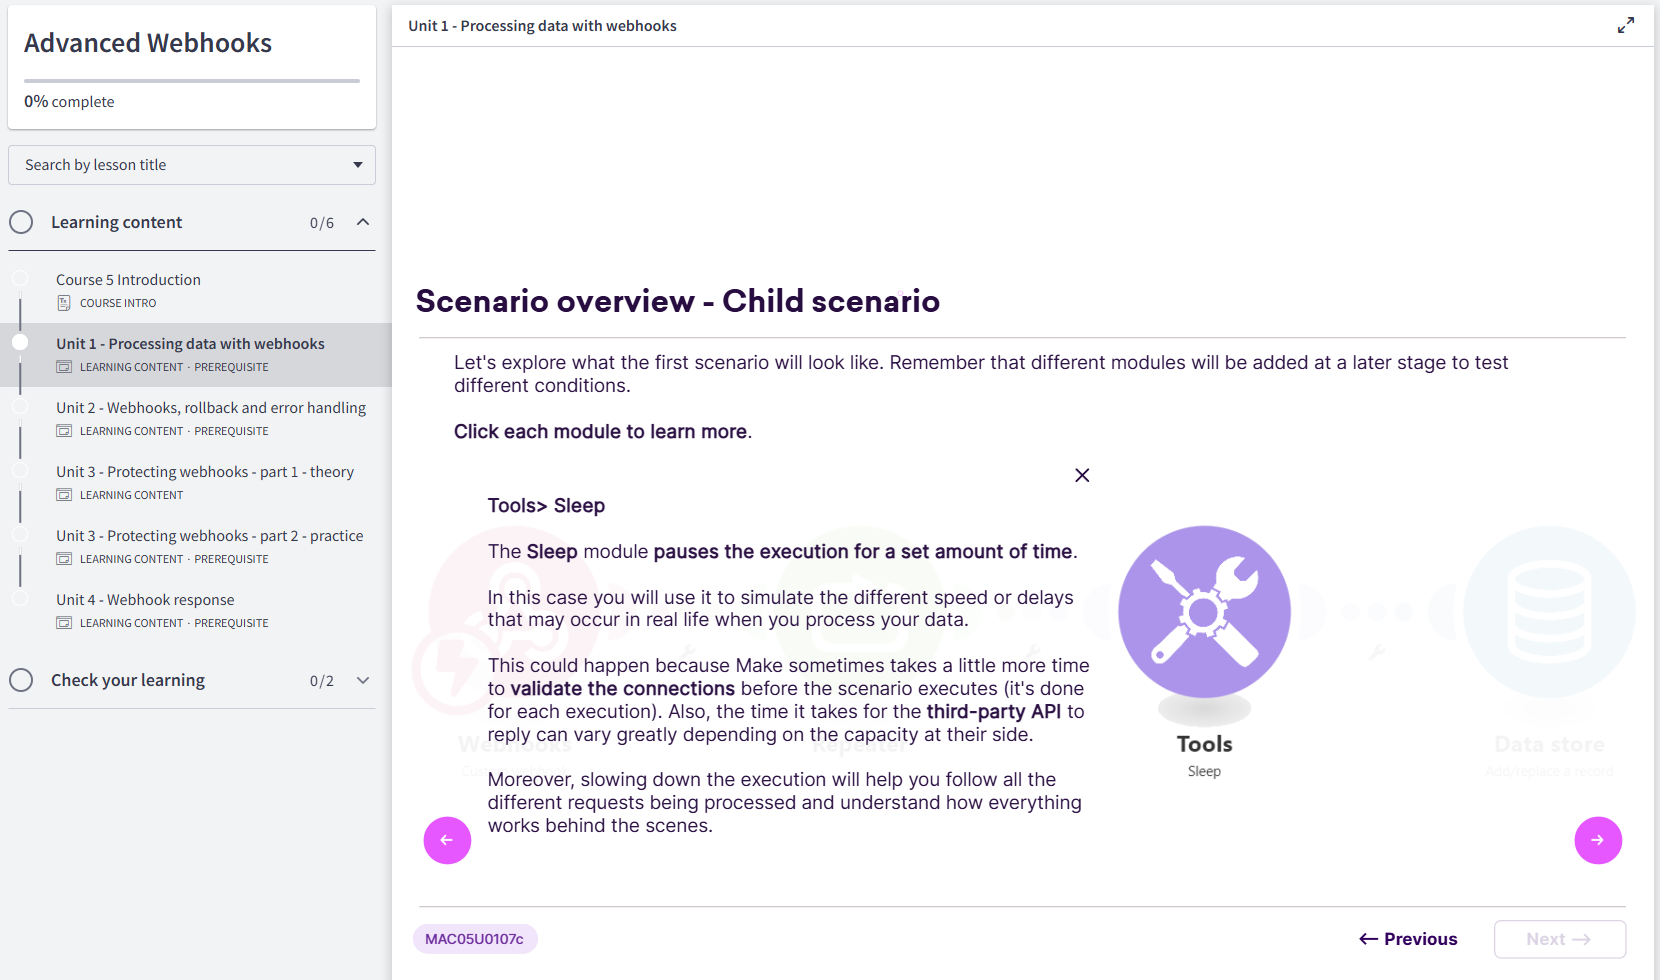 Advanced Webhooks
0% complete
Search by lesson title
Learning content 0/6
Course 5 Introduction
COURSE INTRO
Unit 1 - Processing data with webhooks
LEARNING CONTENT · PREREQUISITE
Unit 2 - Webhooks, rollback and error handling
LEARNING CONTENT · PREREQUISITE
Unit 3 - Protecting webhooks - part 1 - theory
LEARNING CONTENT
Unit 3 - Protecting webhooks - part 2 - practice
LEARNING CONTENT · PREREQUISITE
Unit 4 - Webhook response
LEARNING CONTENT · PREREQUISITE
Check your learning 0/2
Unit 1 - Processing data with webhooks
Scenario overview - Child scenario
Let's explore what the first scenario will look like. Remember that different modules will be added at a later stage to test
different conditions.
Click each module to learn more.
Tools> Sleep
The Sleep module pauses the execution for a set amount of time.
In this case you will use it to simulate the different speed or delays
that may occur in real life when you process your data.
This could happen because Make sometimes takes a little more time
to validate the connections before the scenario executes (it's done
for each execution). Also, the time it takes for the third-party API to
reply can vary greatly depending on the capacity at their side.
Moreover, slowing down the execution will help you follow all the
different requests being processed and understand how everything
works behind the scenes.
Webhooks
Repeater
Tools
Sleep
Data store
Add/replace a record
MAC05U0107c
← Previous
Next →